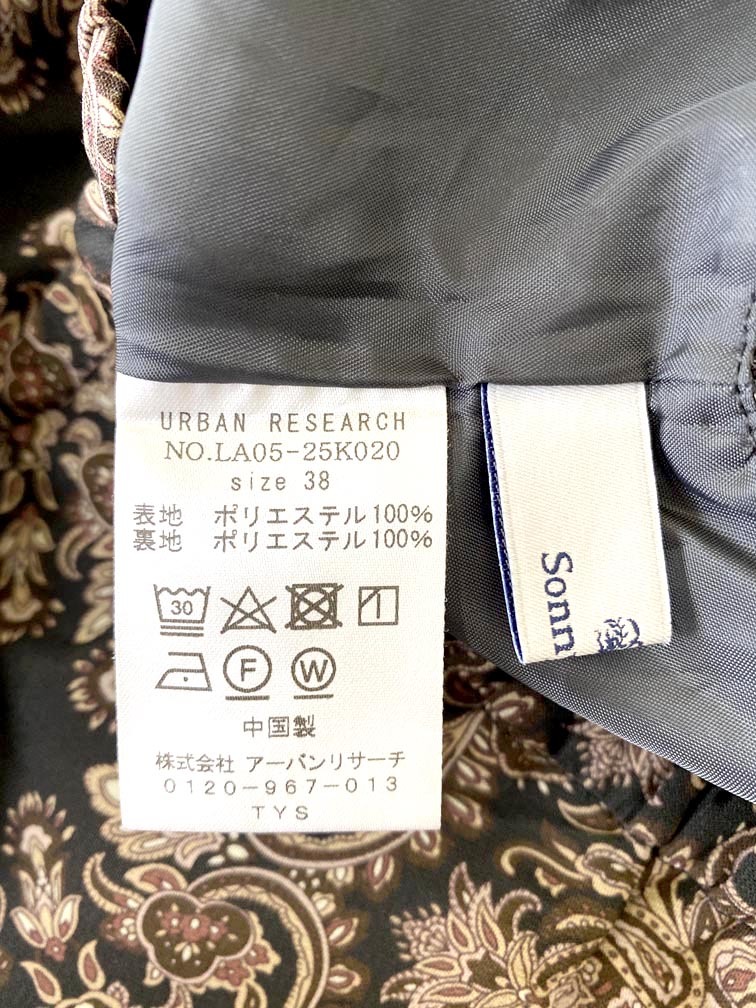 URBAN RESEARCH
NO.LA05-25K020
size 38
表地 ポリエステル100%
裏地 ポリエステル100%
30
F
W
中国製
株式会社 アーバンリサーチ
0120-967-013
TYS
Sonn